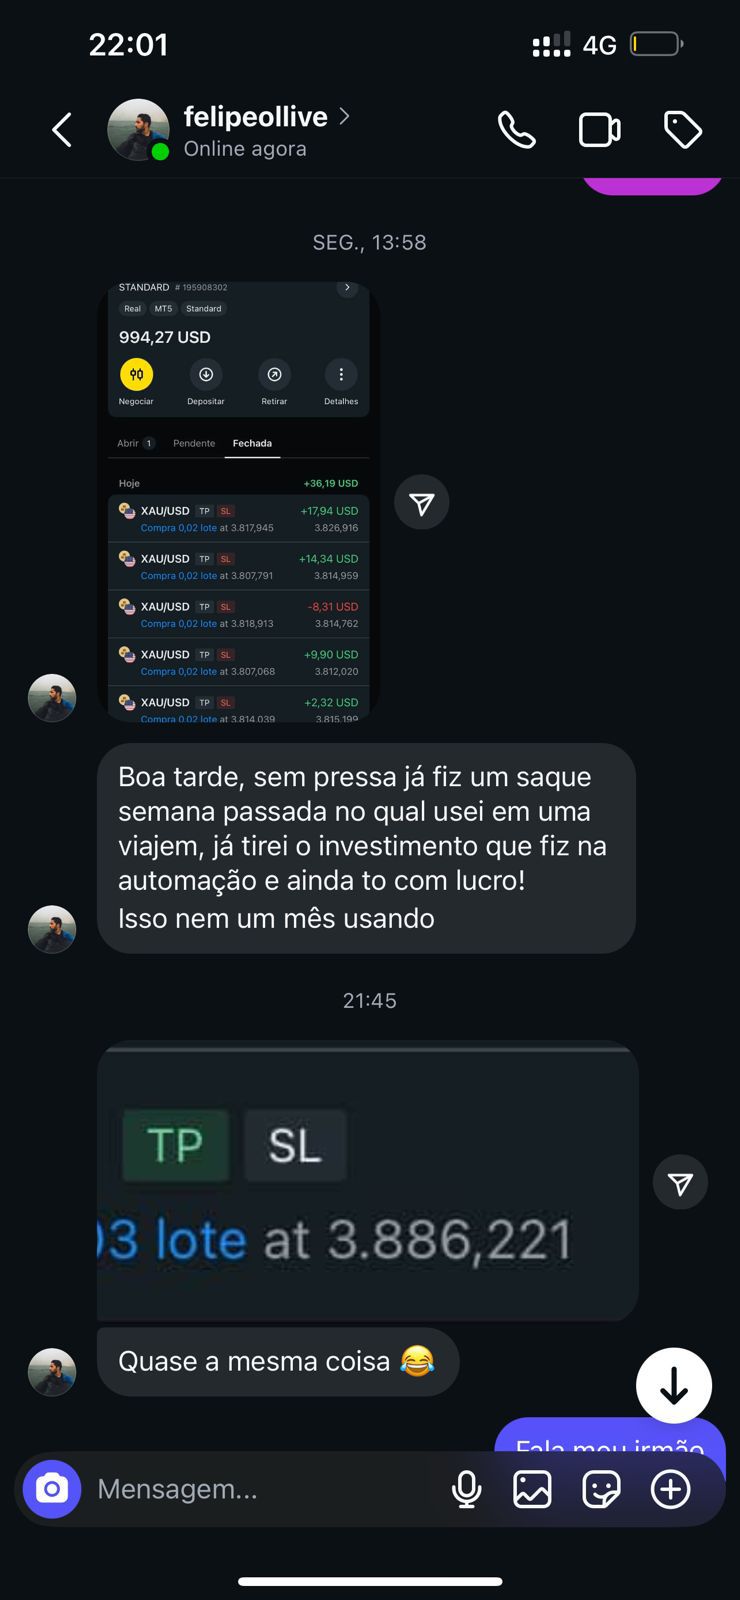 22:01
4G
felipeollive
Online agora
SEG., 13:58
STANDARD # 195908302
Real MT5 Standard
994,27 USD
Negociar Depositar Retirar Detalhes
Abrir 1 Pendente Fechada
Hoje +36,19 USD
XAU/USD TP SL +17,94 USD
Compra 0,02 lote at 3.817,945 3.826,916
XAU/USD TP SL +14,34 USD
Compra 0,02 lote at 3.807,791 3.814,959
XAU/USD TP SL -8,31 USD
Compra 0,02 lote at 3.818,913 3.814,762
XAU/USD TP SL +9,90 USD
Compra 0,02 lote at 3.807,068 3.812,020
XAU/USD TP SL +2,32 USD
Compra 0,02 lote at 3.814,039 3.815,199
Boa tarde, sem pressa já fiz um saque
semana passada no qual usei em uma
viajem, já tirei o investimento que fiz na
automação e ainda to com lucro!
Isso nem um mês usando
21:45
TP SL
03 lote at 3.886,221
Quase a mesma coisa 😂
Fala meu irmão
Mensagem...